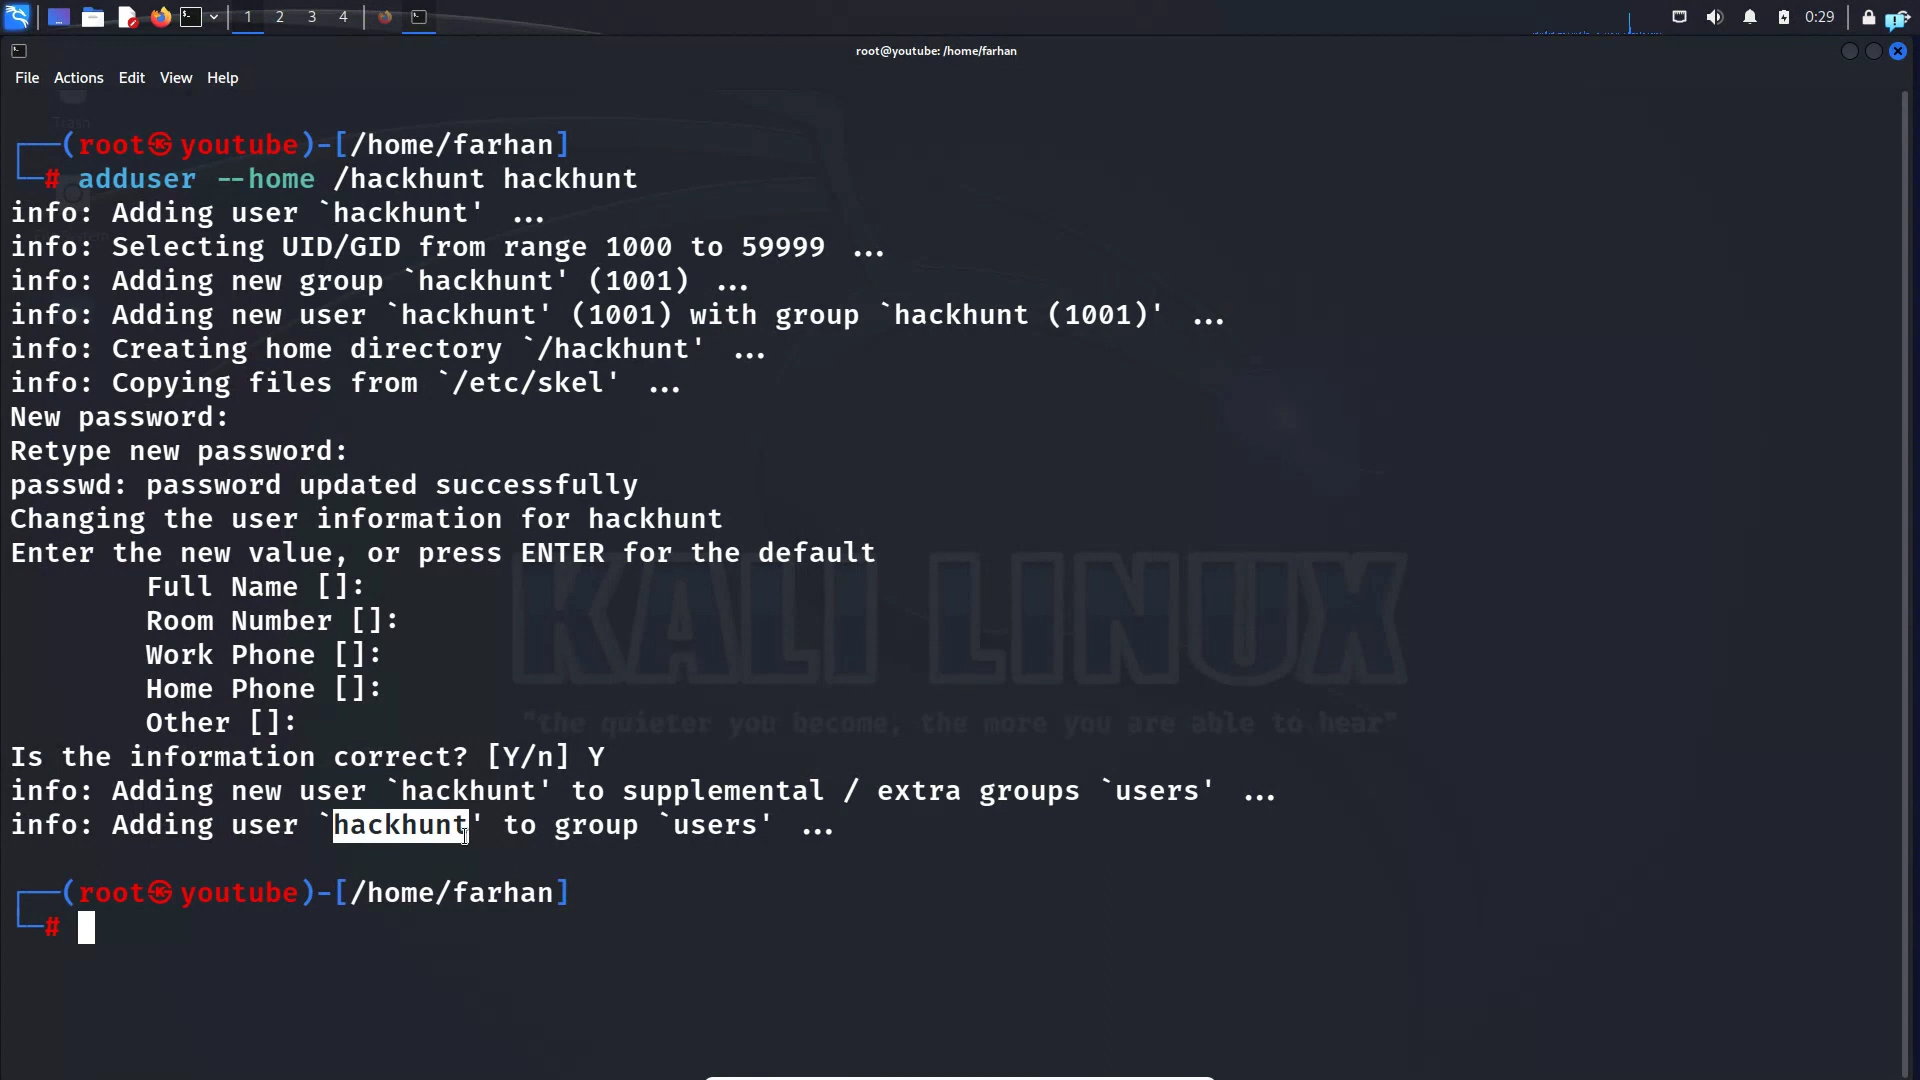 1 2 3 4 0:29
root@youtube: /home/farhan
File Actions Edit View Help
Trash
┌──(root㉿youtube)-[/home/farhan]
└─# adduser --home /hackhunt hackhunt
info: Adding user `hackhunt' ...
info: Selecting UID/GID from range 1000 to 59999 ...
info: Adding new group `hackhunt' (1001) ...
info: Adding new user `hackhunt' (1001) with group `hackhunt (1001)' ...
info: Creating home directory `/hackhunt' ...
info: Copying files from `/etc/skel' ...
New password:
Retype new password:
passwd: password updated successfully
Changing the user information for hackhunt
Enter the new value, or press ENTER for the default
Full Name []:
Room Number []:
Work Phone []:
Home Phone []:
Other []:
Is the information correct? [Y/n] Y
info: Adding new user `hackhunt' to supplemental / extra groups `users' ...
info: Adding user `hackhunt' to group `users' ...
┌──(root㉿youtube)-[/home/farhan]
└─#
KALI LINUX
"the quieter you become, the more you are able to hear"